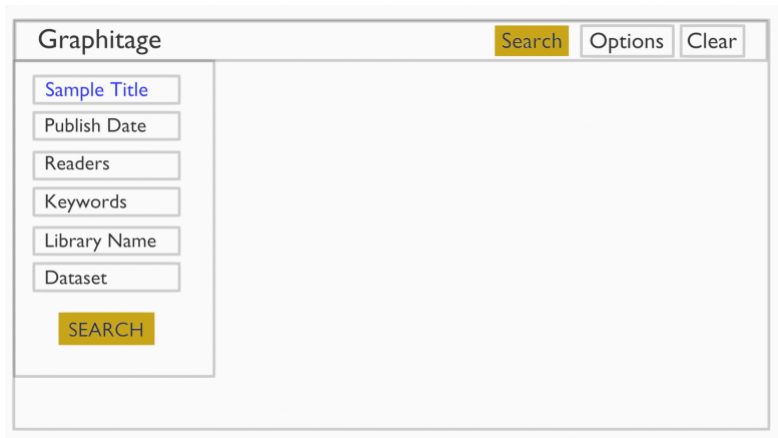 Graphitage
Search
Options
Clear
Sample Title
Publish Date
Readers
Keywords
Library Name
Dataset
SEARCH